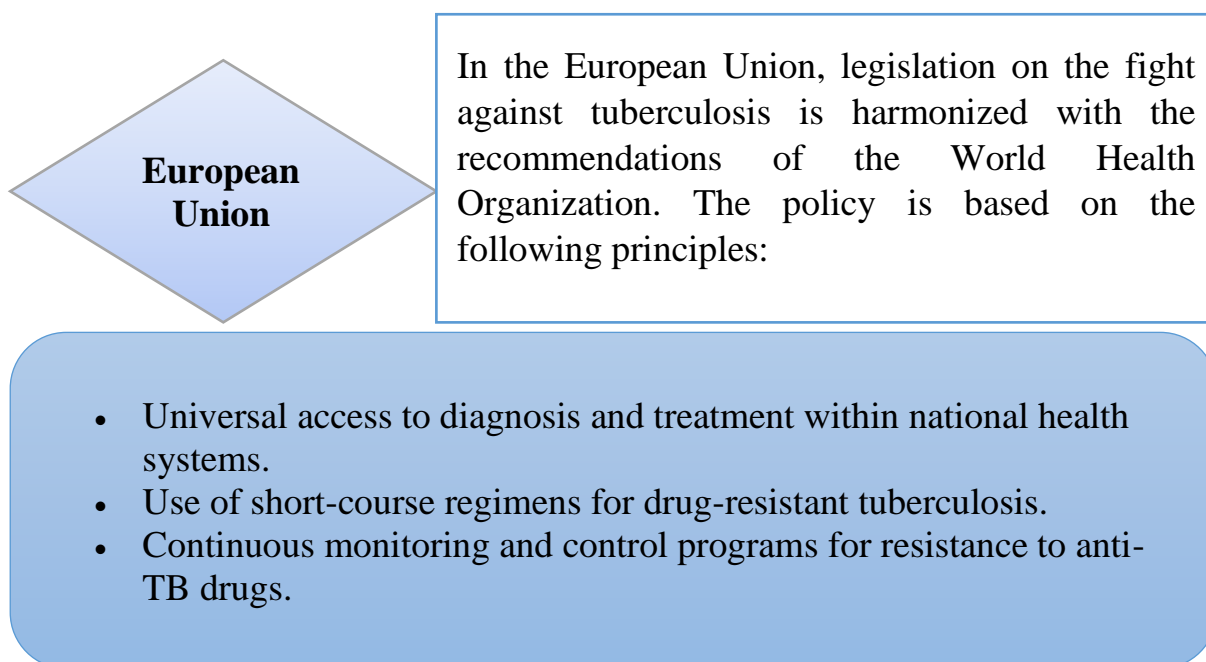 European
Union
In the European Union, legislation on the fight
against tuberculosis is harmonized with the
recommendations of the World Health
Organization. The policy is based on the
following principles:
• Universal access to diagnosis and treatment within national health
systems.
• Use of short-course regimens for drug-resistant tuberculosis.
• Continuous monitoring and control programs for resistance to anti-
TB drugs.